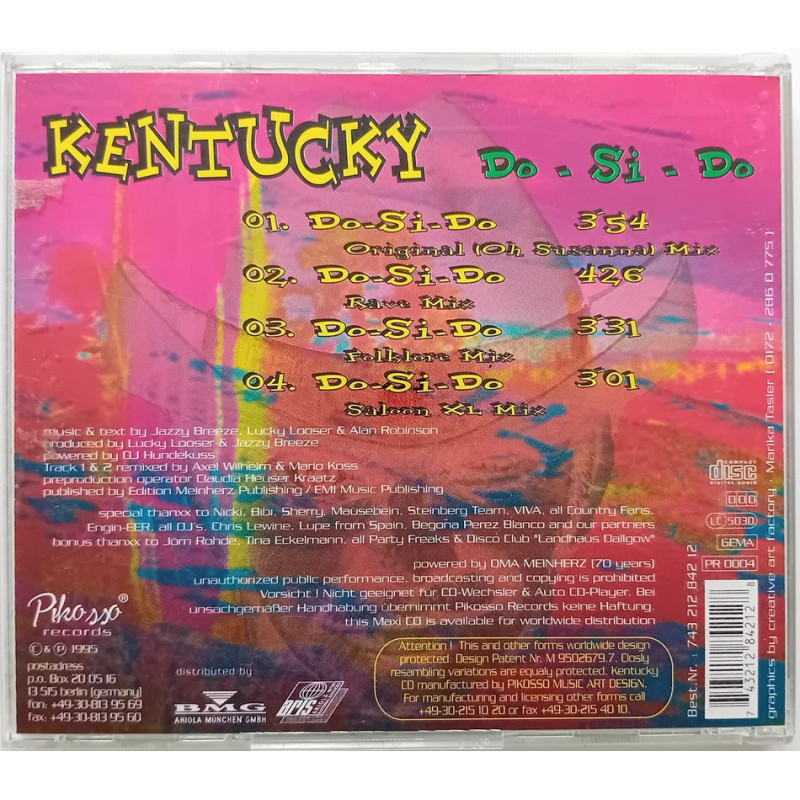 KENTUCKY Do - Si - Do
01. Do-Si-Do 3'54
Original (Oh Susanna) Mix
02. Do-Si-Do 4'26
Rave Mix
03. Do-Si-Do 3'31
Folklore Mix
04. Do-Si-Do 3'01
Saloon XL Mix
music & text by Jazzy Breeze, Lucky Looser & Alan Robinson
produced by Lucky Looser & Jazzy Breeze
powered by DJ Hundekuss
Track 1 & 2 remixed by Axel Wilhelm & Mario Koss
preproduction operator Claudia Heuser Kraatz
published by Edition Meinherz Publishing / EMI Music Publishing
special thanxx to Nicki, Bibi, Sherry, Mausebein, Steinberg Team, VIVA, all Country Fans,
Engin-EER, all DJ's, Chris Lewine, Lupe from Spain, Begona Perez Blanco and our partners
bonus thanxx to Jörn Rohde, Tina Eckelmann, all Party Freaks & Disco Club "Landhaus Dallgow"
powered by OMA MEINHERZ (70 years)
unauthorized public performance, broadcasting and copying is prohibited
Vorsicht ! Nicht geeignet für CD-Wechsler & Auto CD-Player. Bei
unsachgemäßer Handhabung übernimmt Pikosso Records keine Haftung.
this Maxi CD is available for worldwide distribution
Pikosso®
records
© & ℗ 1995
postadress
p.o. Box 20 05 16
13 515 berlin (germany)
fon: +49-30-813 95 69
fax: +49-30-813 95 60
distributed by
BMG
ARIOLA MÜNCHEN GMBH
aris
Attention ! This and other forms worldwide design
protected. Design Patent Nr. M 9502679.7. Closly
resambling variations are equaly protected. Kentucky
CD manufactured by PIKOSSO MUSIC ART DESIGN.
For manufacturing and licensing other forms call
+49-30-215 10 20 or fax +49-30-215 40 10.
COMPACT
disc
DIGITAL AUDIO
DDD
LC 5030
GEMA
PR 0004
Best.Nr.: 743 212 842 12
7 43212 84212 8
graphics by creative art factory · Marika Tasler ( 0172 - 286 0 775 )